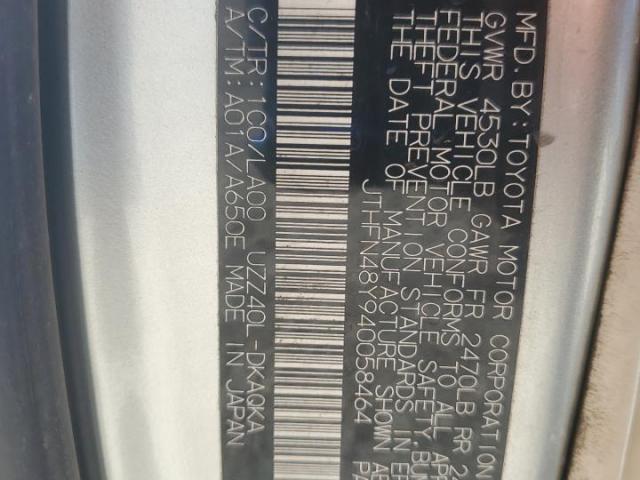 MFD. BY: TOYOTA MOTOR CORPORATION
GVWR 4530LB GAWR FR 2470LB RR
THIS VEHICLE CONFORMS TO ALL
FEDERAL MOTOR VEHICLE SAFETY,
THEFT PREVENT STANDARDS IN
THE DATE OF MANUFACTURE SHOWN
JTHFN48Y940058464
C/TR: 1C0/LA00 UZZ40L-DKAQKA
A/TM: A01A/A650E MADE IN JAPAN